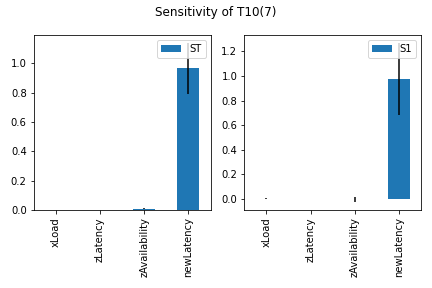 Sensitivity of T10(7)
ST
1.0
0.8
0.6
0.4
0.2
0.0
xLoad
zLatency
zAvailability
newLatency
S1
1.2
1.0
0.8
0.6
0.4
0.2
0.0
xLoad
zLatency
zAvailability
newLatency